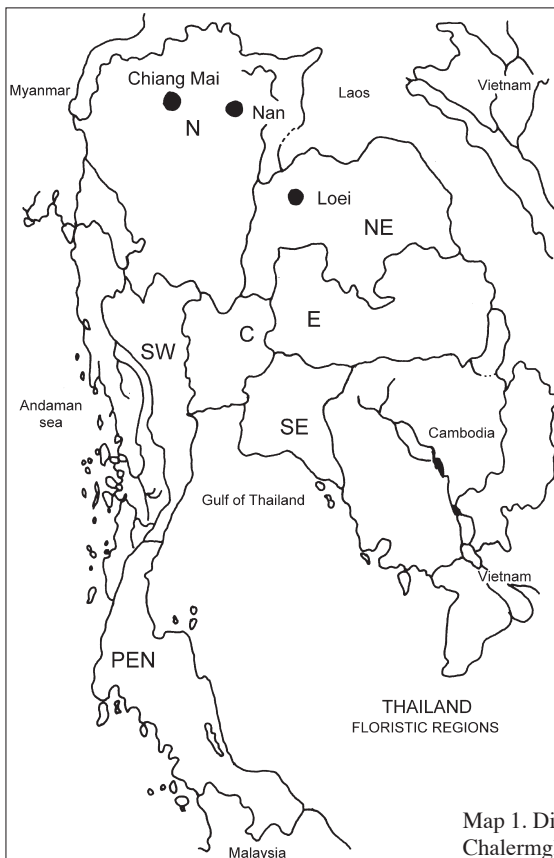 Chiang Mai
Myanmar
Laos
Vietnam
Nan
N
Loei
NE
C
E
SW
Andaman
sea
SE
Cambodia
Gulf of Thailand
Vietnam
PEN
THAILAND
FLORISTIC REGIONS
Malaysia
Map 1. Di
Chalermg